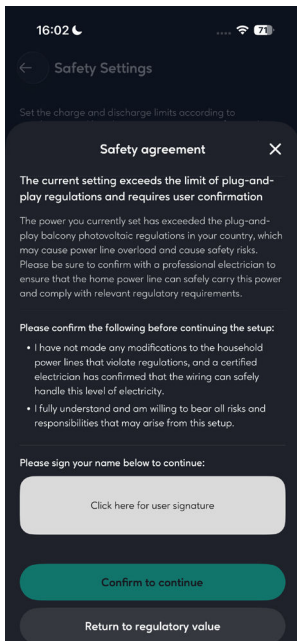 16:02
71
Safety Settings
Set the charge and discharge limits according to
Safety agreement
The current setting exceeds the limit of plug-and-
play regulations and requires user confirmation
The power you currently set has exceeded the plug-and-
play balcony photovoltaic regulations in your country, which
may cause power line overload and cause safety risks.
Please be sure to confirm with a professional electrician to
ensure that the home power line can safely carry this power
and comply with relevant regulatory requirements.
Please confirm the following before continuing the setup:
• I have not made any modifications to the household
power lines that violate regulations, and a certified
electrician has confirmed that the wiring can safely
handle this level of electricity.
• I fully understand and am willing to bear all risks and
responsibilities that may arise from this setup.
Please sign your name below to continue:
Click here for user signature
Confirm to continue
Return to regulatory value